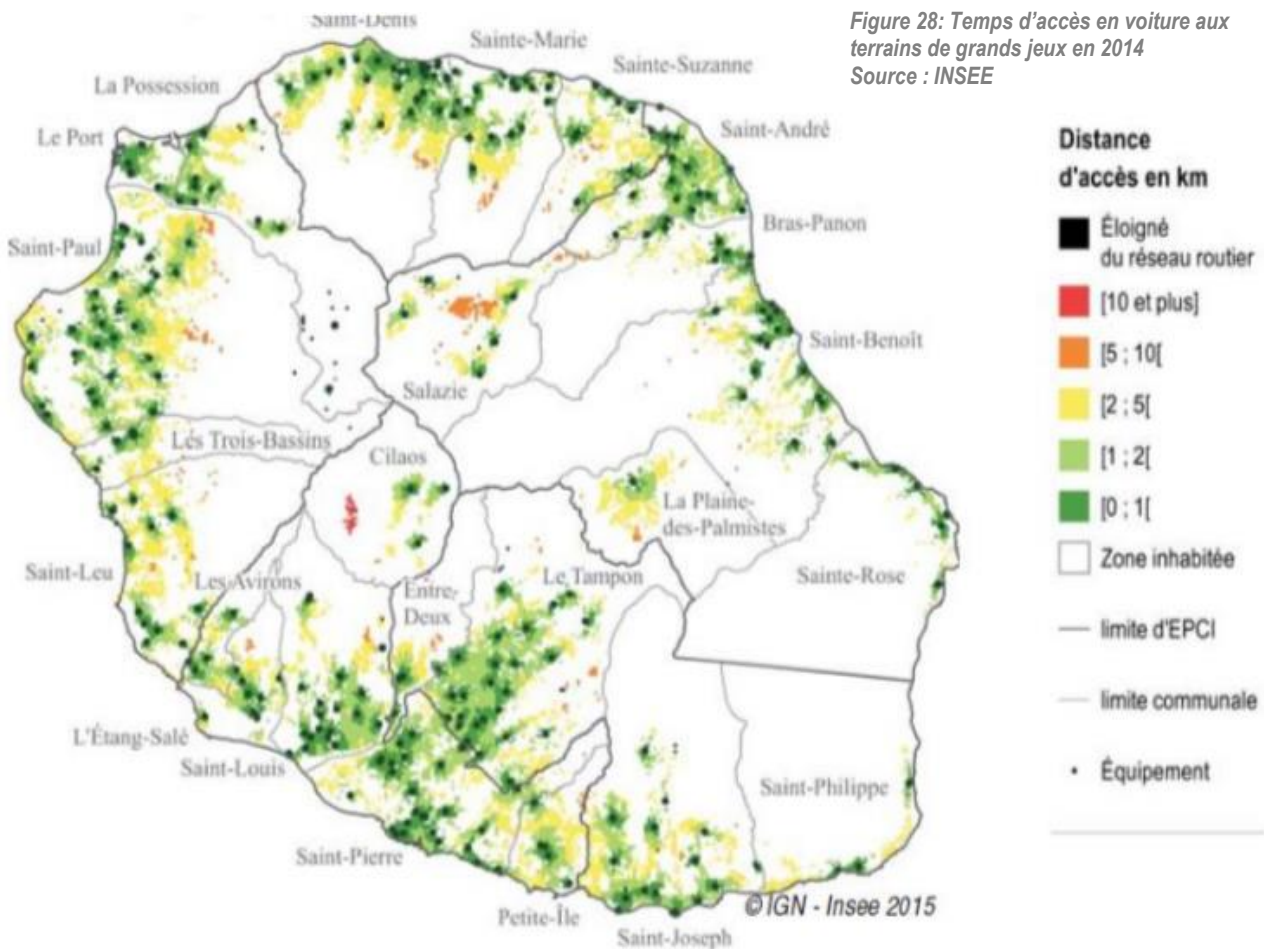 Figure 28: Temps d'accès en voiture aux
terrains de grands jeux en 2014
Source : INSEE
Saint-Denis
Sainte-Marie
Sainte-Suzanne
La Possession
Le Port
Saint-André
Bras-Panon
Saint-Paul
Saint-Benoît
Salazie
Lés Trois-Bassins
Cilaos
La Plaine-
des-Palmistes
Saint-Leu
Les Avirons
Entre-
Deux
Le Tampon
Sainte-Rose
L'Étang-Salé
Saint-Louis
Saint-Philippe
Saint-Pierre
Petite-Île
Saint-Joseph
© IGN - Insee 2015
Distance
d'accès en km
Éloigné
du réseau routier
[10 et plus]
[5 ; 10[
[2 ; 5[
[1 ; 2[
[0 ; 1[
Zone inhabitée
limite d'EPCI
limite communale
Équipement